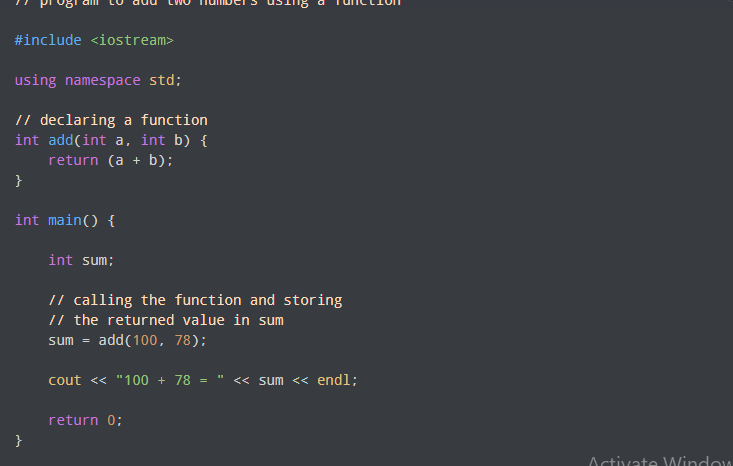 // program to add two numbers using a function
#include <iostream>
using namespace std;
// declaring a function
int add(int a, int b) {
    return (a + b);
}
int main() {
    int sum;
    // calling the function and storing
    // the returned value in sum
    sum = add(100, 78);
    cout << "100 + 78 = " << sum << endl;
    return 0;
}
Activate Window